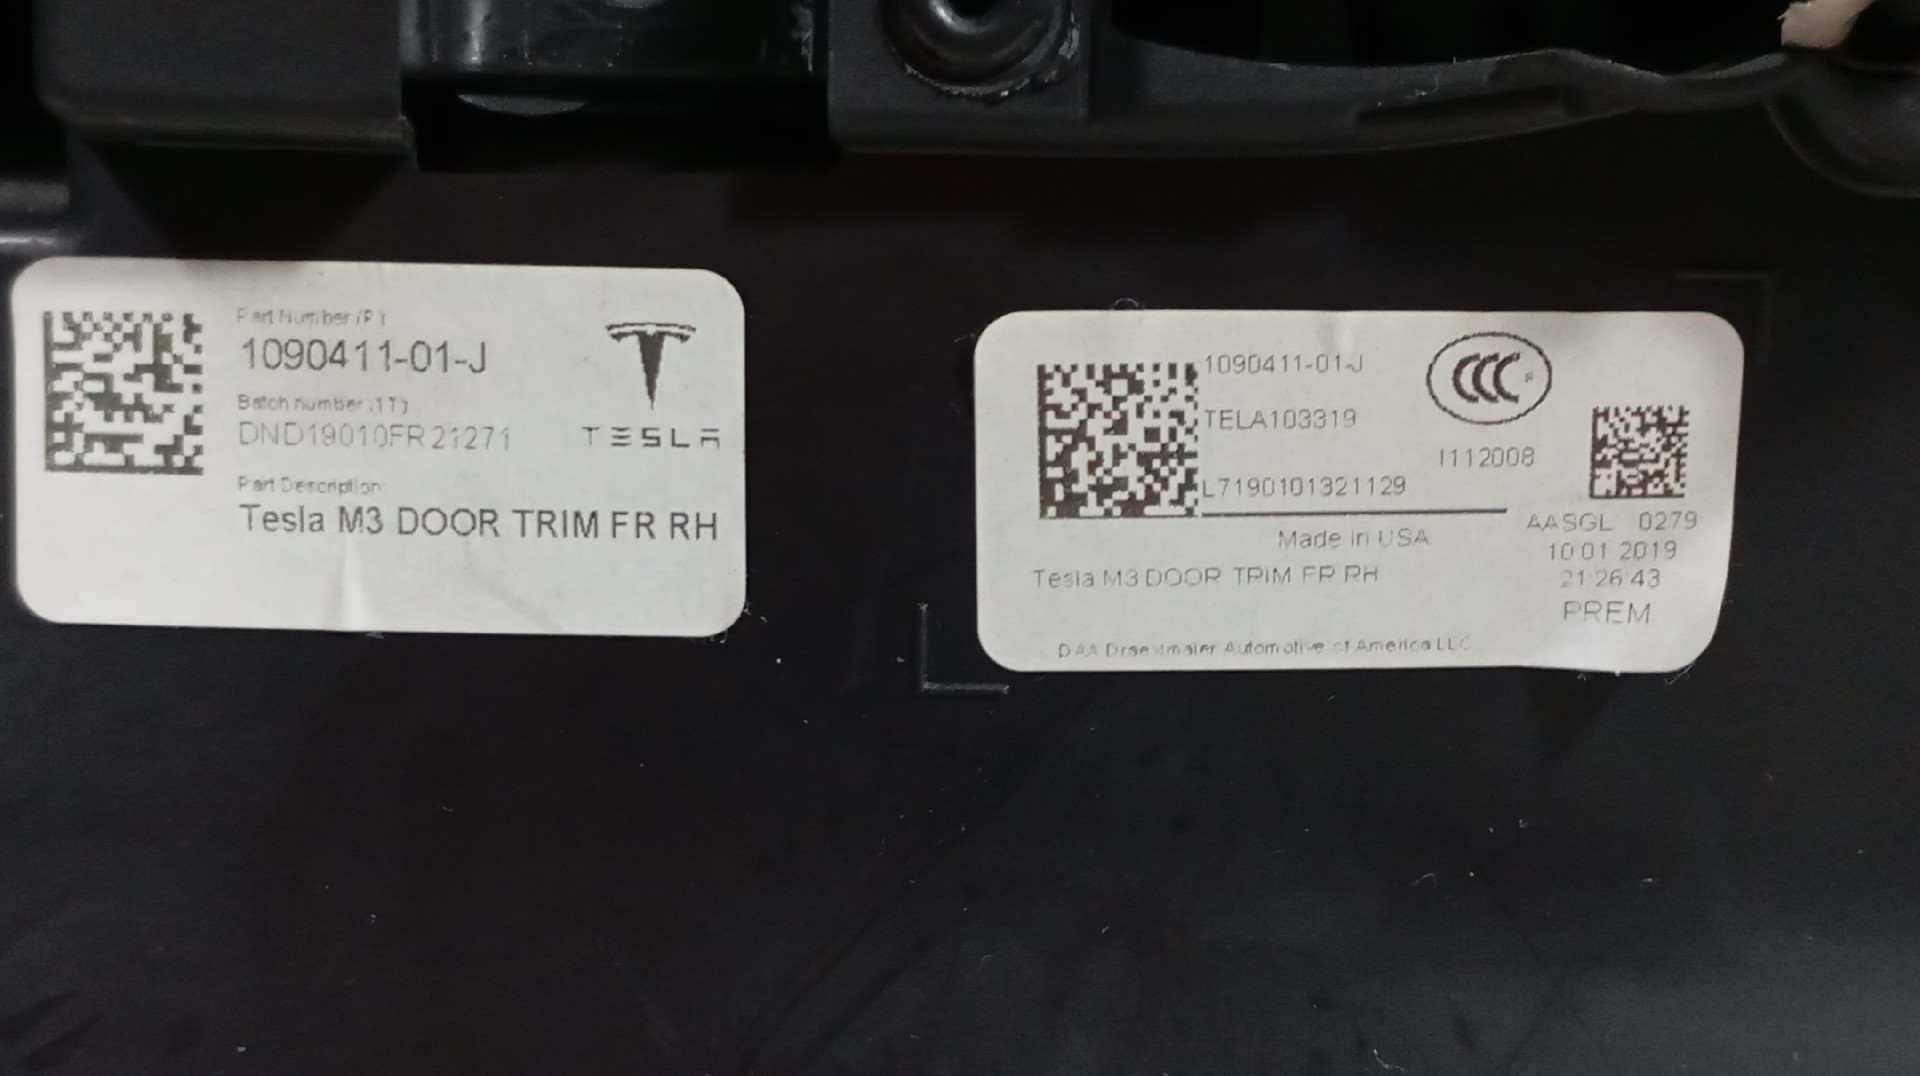 Part Number (P)
1090411-01-J
Batch number (1T)
DND19010FR21271
TESLA
Part Description
Tesla M3 DOOR TRIM FR RH
1090411-01-J
CCC
TELA103319
I112008
L7190101321129
AASGL 0279
Made in USA
10.01.2019
Tesla M3 DOOR TRIM FR RH
21:26:43
PREM
DAA Draexlmaier Automotive of America LLC